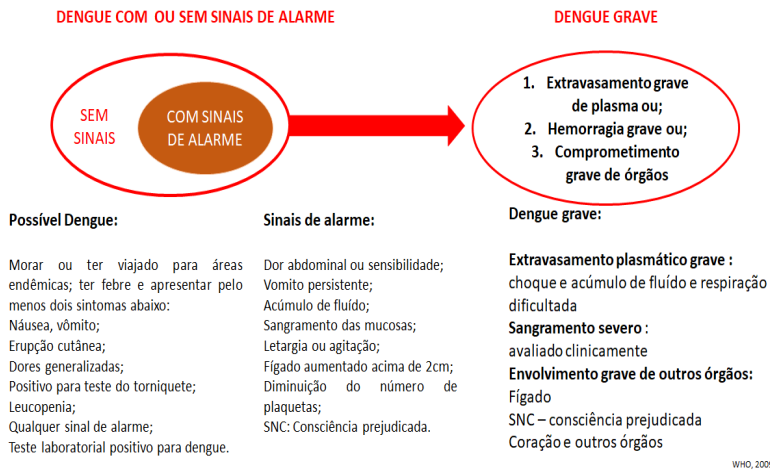 DENGUE COM OU SEM SINAIS DE ALARME
DENGUE GRAVE
SEM
SINAIS
COM SINAIS
DE ALARME
1. Extravasamento grave
de plasma ou;
2. Hemorragia grave ou;
3. Comprometimento
grave de órgãos
Possível Dengue:
Morar ou ter viajado para áreas
endêmicas; ter febre e apresentar pelo
menos dois sintomas abaixo:
Náusea, vômito;
Erupção cutânea;
Dores generalizadas;
Positivo para teste do torniquete;
Leucopenia;
Qualquer sinal de alarme;
Teste laboratorial positivo para dengue.
Sinais de alarme:
Dor abdominal ou sensibilidade;
Vomito persistente;
Acúmulo de fluído;
Sangramento das mucosas;
Letargia ou agitação;
Fígado aumentado acima de 2cm;
Diminuição do número de
plaquetas;
SNC: Consciência prejudicada.
Dengue grave:
Extravasamento plasmático grave :
choque e acúmulo de fluído e respiração
dificultada
Sangramento severo :
avaliado clinicamente
Envolvimento grave de outros órgãos:
Fígado
SNC – consciência prejudicada
Coração e outros órgãos
WHO, 2009